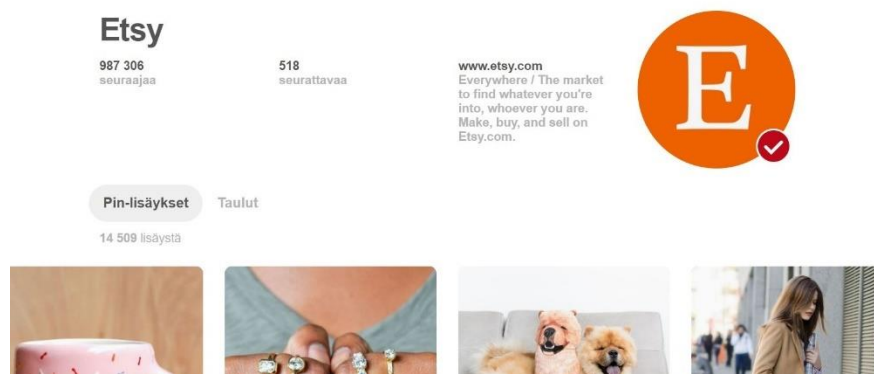 Etsy
987 306
seuraajaa
518
seurattavaa
www.etsy.com
Everywhere / The market
to find whatever you're
into, whoever you are.
Make, buy, and sell on
Etsy.com.
E
Pin-lisäykset
Taulut
14 509 lisäystä